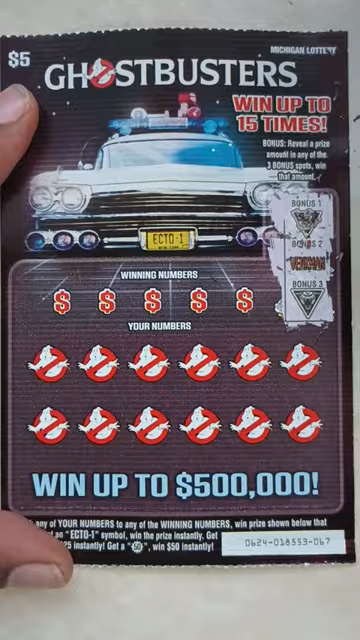 $5
MICHIGAN LOTTERY
GHOSTBUSTERS
WIN UP TO
15 TIMES!
BONUS: Reveal a prize
amount in any of the
3 BONUS spots, win
that amount.
BONUS 1
BONUS 2
VENKMAN
BONUS 3
ECTO-1
WINNING NUMBERS
$ $ $ $ $
YOUR NUMBERS
WIN UP TO $500,000!
any of YOUR NUMBERS to any of the WINNING NUMBERS, win prize shown below that
an "ECTO-1" symbol, win the prize instantly. Get
25 instantly! Get a win $50 instantly!
0624-018553-067